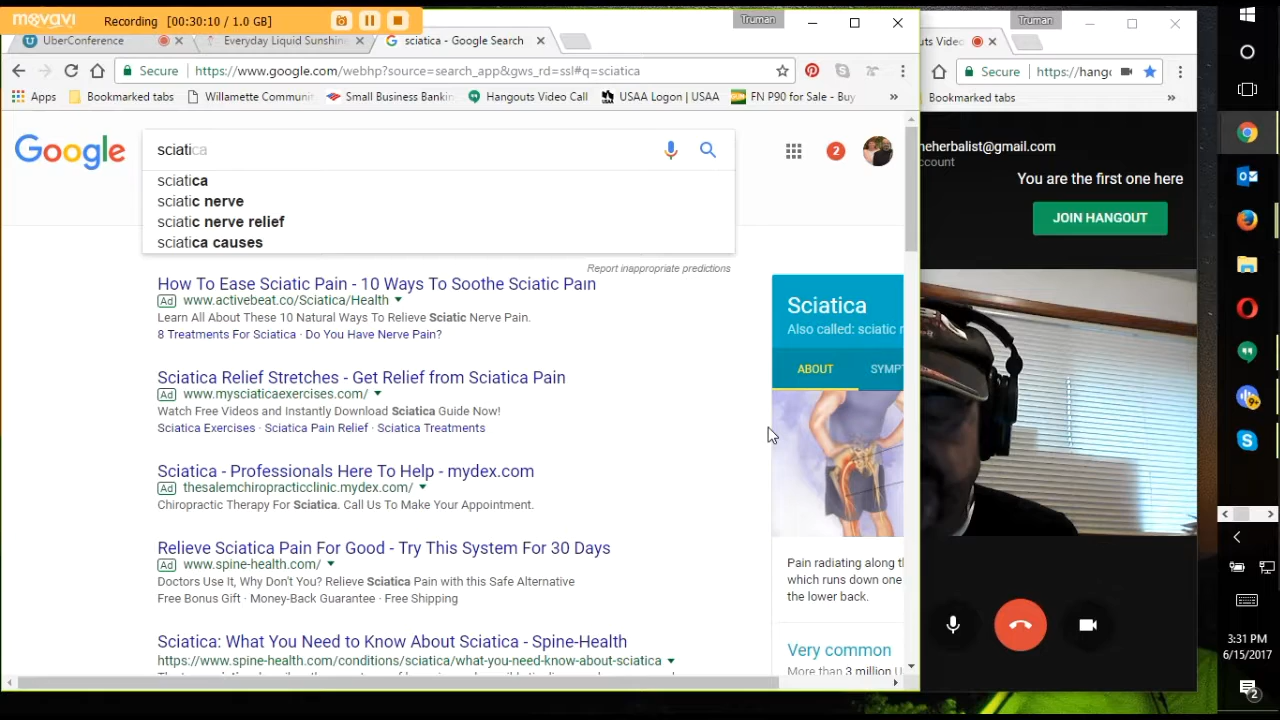 movavi
Recording [00:30:10 / 1.0 GB]
Truman
Truman
UberConference
Everyday Liquid Sunshin
sciatica - Google Search
uts Vide
Secure
https://www.google.com/webhp?source=search_app&gws_rd=ssl#q=sciatica
Secure
https://hang
Apps
Bookmarked tabs
Willamette Communi
Small Business Bankin
Hangouts Video Call
USAA Logon | USAA
FN P90 for Sale - Buy
»
Bookmarked tabs
»
Google
sciatica
2
sciatica
sciatic nerve
sciatic nerve relief
sciatica causes
Report inappropriate predictions
How To Ease Sciatic Pain - 10 Ways To Soothe Sciatic Pain
Ad www.activebeat.co/Sciatica/Health
Learn All About These 10 Natural Ways To Relieve Sciatic Nerve Pain.
8 Treatments For Sciatica · Do You Have Nerve Pain?
Sciatica Relief Stretches - Get Relief from Sciatica Pain
Ad www.mysciaticaexercises.com/
Watch Free Videos and Instantly Download Sciatica Guide Now!
Sciatica Exercises · Sciatica Pain Relief · Sciatica Treatments
Sciatica - Professionals Here To Help - mydex.com
Ad thesalemchiropracticclinic.mydex.com/
Chiropractic Therapy For Sciatica. Call Us To Make Your Appointment.
Relieve Sciatica Pain For Good - Try This System For 30 Days
Ad www.spine-health.com/
Doctors Use It, Why Don't You? Relieve Sciatica Pain with this Safe Alternative
Free Bonus Gift · Money-Back Guarantee · Free Shipping
Sciatica: What You Need to Know About Sciatica - Spine-Health
https://www.spine-health.com/conditions/sciatica/what-you-need-know-about-sciatica
Sciatica
Also called: sciatic
ABOUT
SYMPT
Pain radiating along th
which runs down one
the lower back.
Very common
More than 3 million U
heherbalist@gmail.com
ccount
You are the first one here
JOIN HANGOUT
9+
3:31 PM
6/15/2017
2